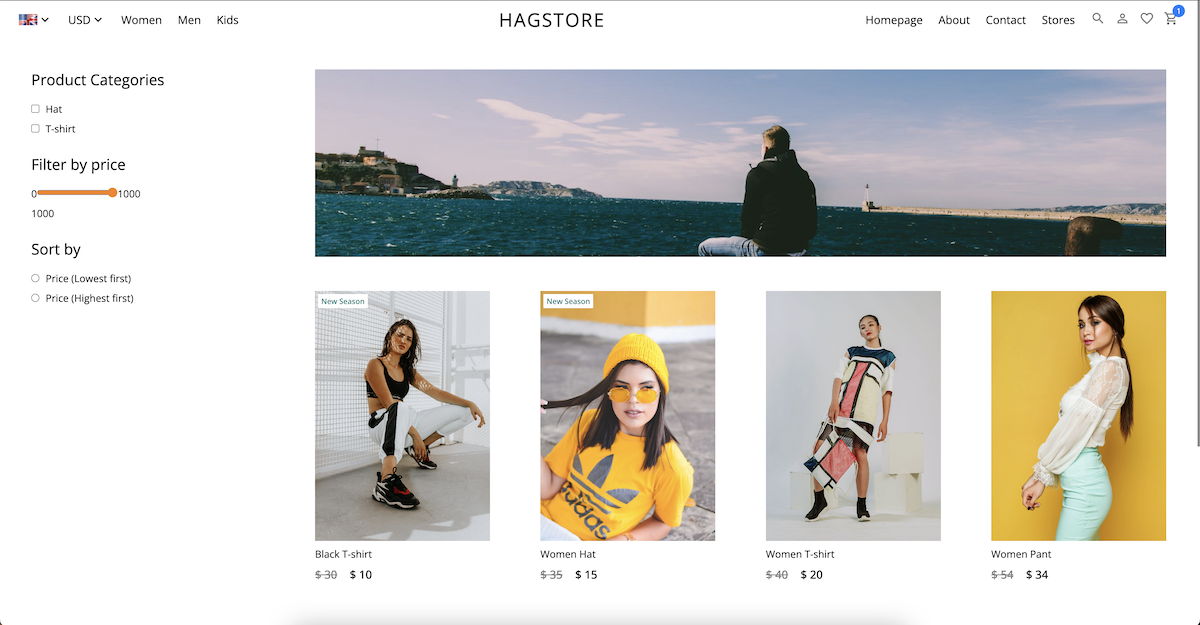 USD Women Men Kids HAGSTORE Homepage About Contact Stores 1
Product Categories
Hat
T-shirt
Filter by price
0 1000
1000
Sort by
Price (Lowest first)
Price (Highest first)
New Season
New Season
adidas
Black T-shirt
$ 30 $ 10
Women Hat
$ 35 $ 15
Women T-shirt
$ 40 $ 20
Women Pant
$ 54 $ 34